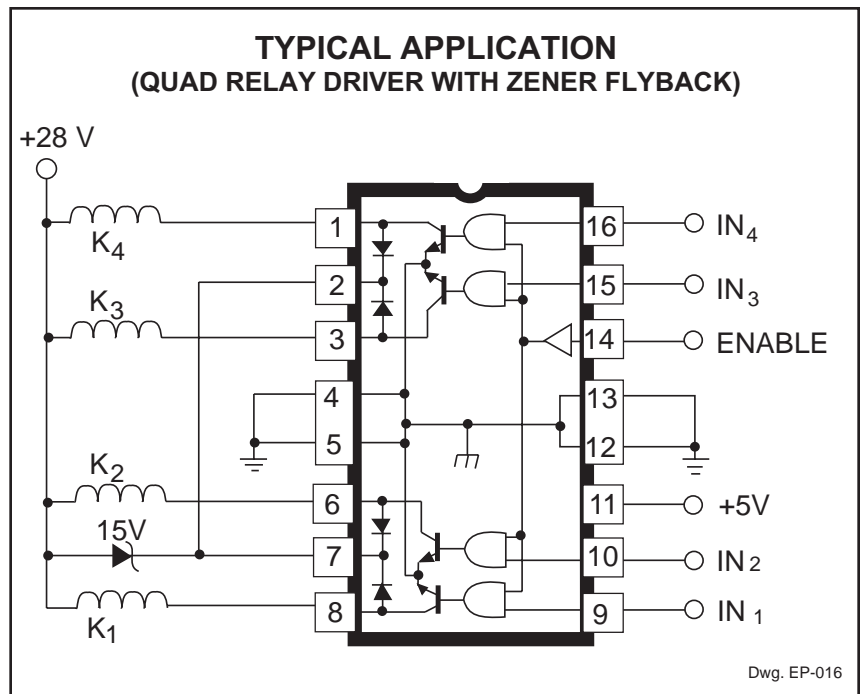 TYPICAL APPLICATION
(QUAD RELAY DRIVER WITH ZENER FLYBACK)
+28 V
K4
1
16
IN4
2
15
IN3
K3
3
14
ENABLE
4
13
5
12
K2
6
11
+5V
15V
7
10
IN2
K1
8
9
IN1
Dwg. EP-016